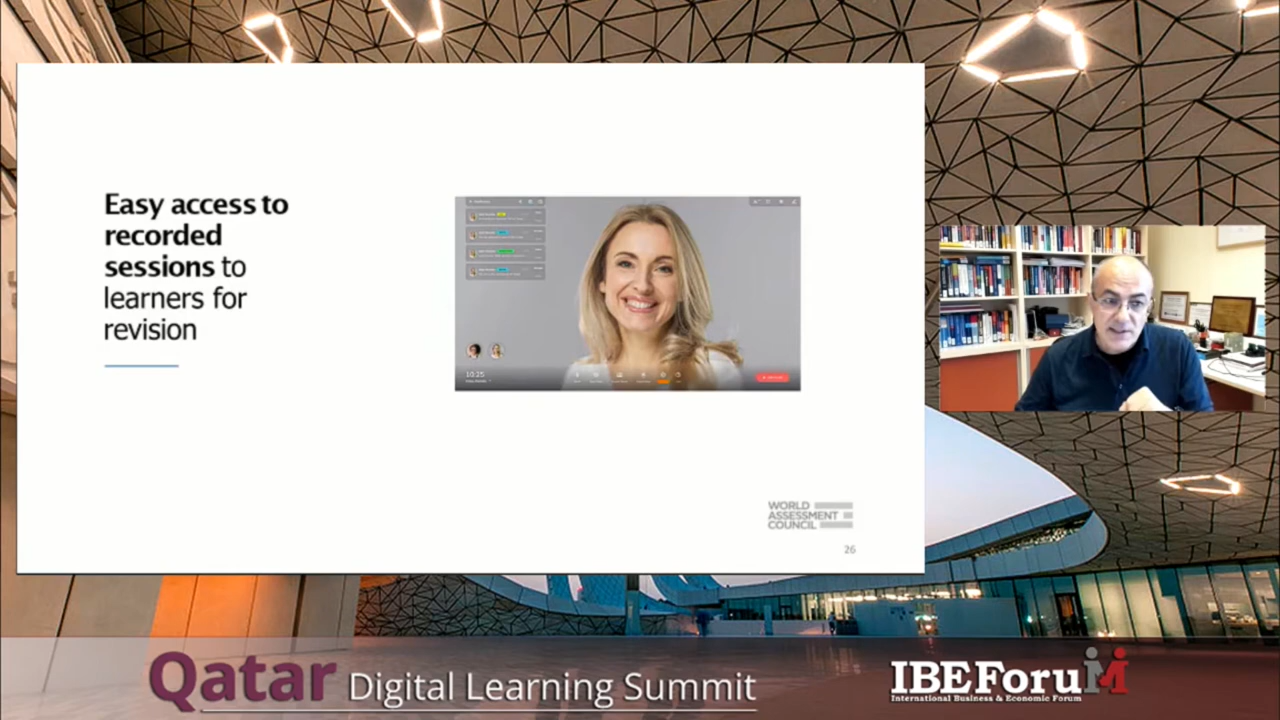 Easy access to
recorded
sessions to
learners for
revision
10:25
WORLD
ASSESSMENT
COUNCIL
26
Qatar Digital Learning Summit
IBEForuM
International Business & Economic Forum